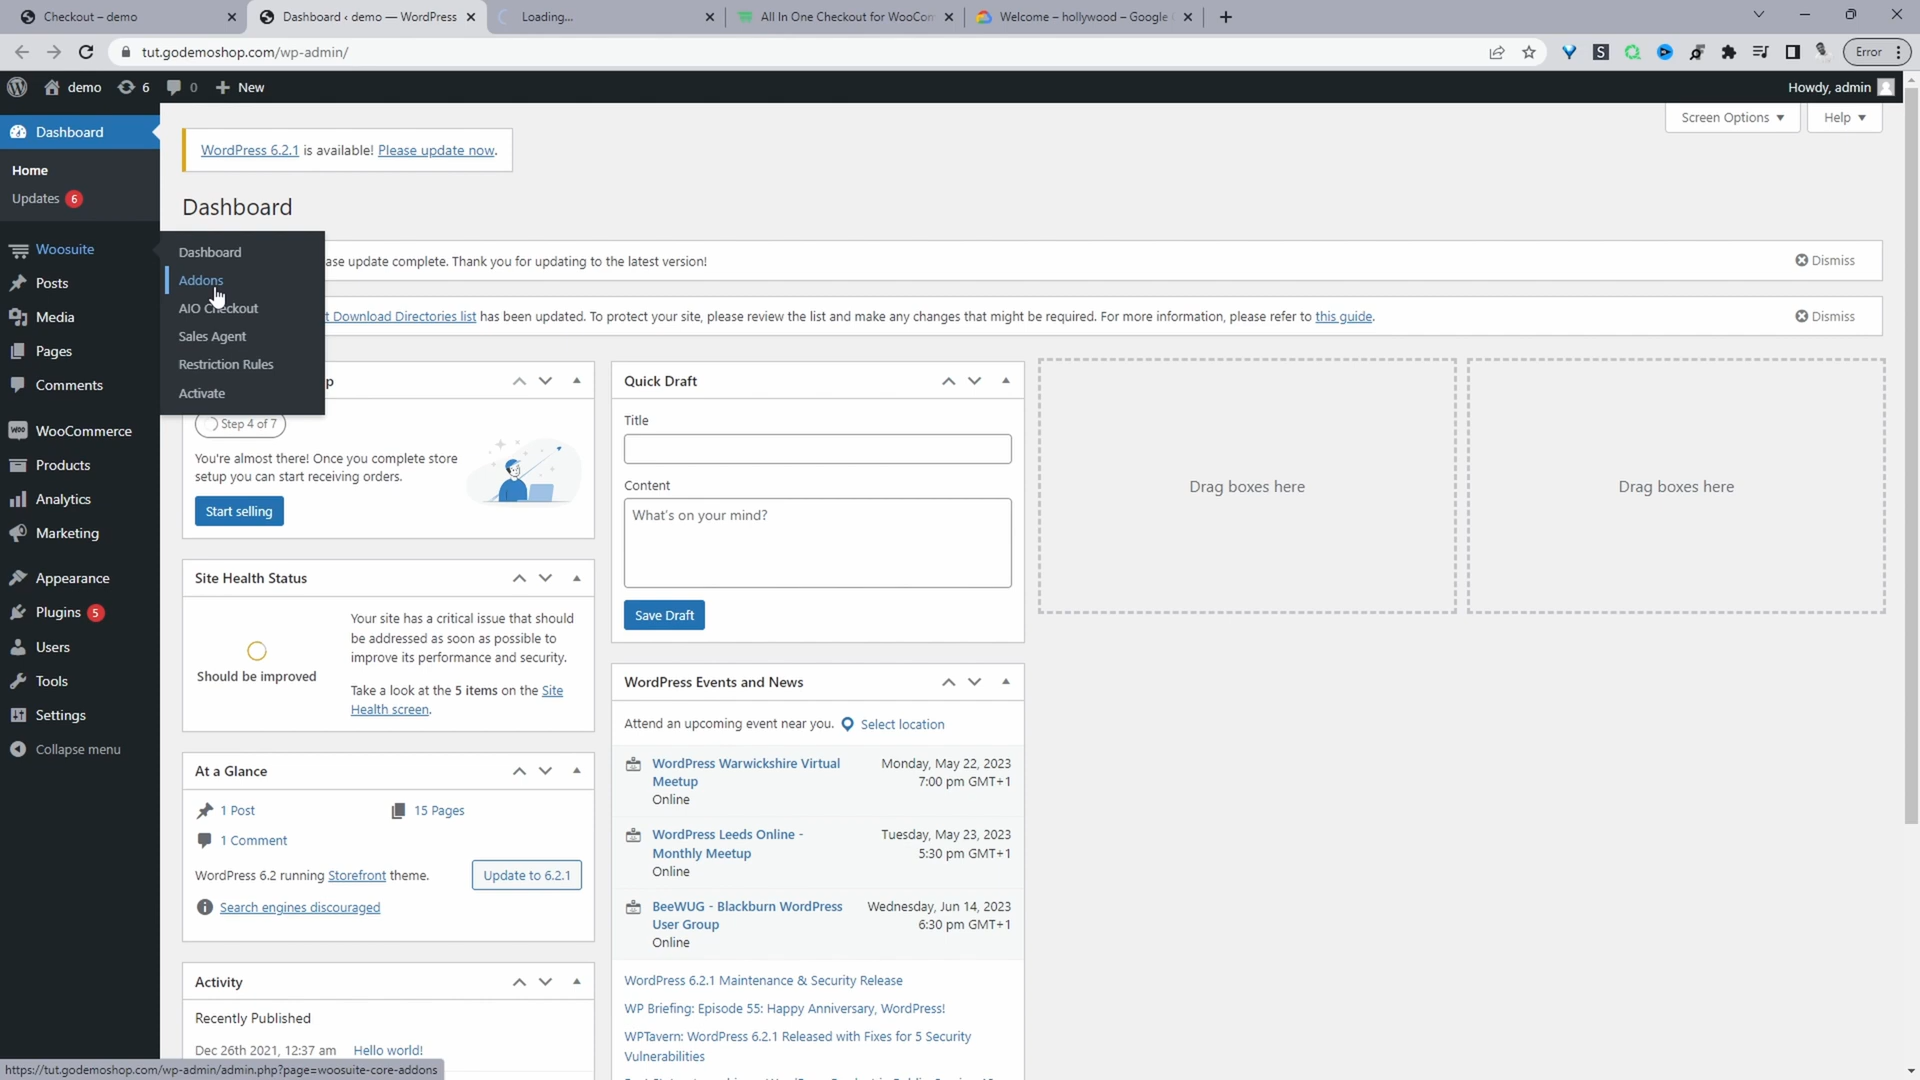 Checkout – demo
Dashboard ‹ demo — WordPress
Loading...
All In One Checkout for WooCom
Welcome – hollywood – Google
tut.godemoshop.com/wp-admin/
Error
demo
6
0
New
Howdy, admin
Dashboard
Home
Updates 6
Woosuite
Posts
Media
Pages
Comments
WooCommerce
Products
Analytics
Marketing
Appearance
Plugins 5
Users
Tools
Settings
Collapse menu
Dashboard
Addons
AIO Checkout
Sales Agent
Restriction Rules
Activate
Screen Options
Help
WordPress 6.2.1 is available! Please update now.
Dashboard
ase update complete. Thank you for updating to the latest version!
Dismiss
t Download Directories list has been updated. To protect your site, please review the list and make any changes that might be required. For more information, please refer to this guide.
Dismiss
p
Step 4 of 7
You're almost there! Once you complete store
setup you can start receiving orders.
Start selling
Site Health Status
Should be improved
Your site has a critical issue that should
be addressed as soon as possible to
improve its performance and security.
Take a look at the 5 items on the Site
Health screen.
At a Glance
1 Post
15 Pages
1 Comment
WordPress 6.2 running Storefront theme.
Update to 6.2.1
Search engines discouraged
Activity
Recently Published
Dec 26th 2021, 12:37 am
Hello world!
Quick Draft
Title
Content
What's on your mind?
Save Draft
WordPress Events and News
Attend an upcoming event near you. Select location
WordPress Warwickshire Virtual
Meetup
Online
Monday, May 22, 2023
7:00 pm GMT+1
WordPress Leeds Online -
Monthly Meetup
Online
Tuesday, May 23, 2023
5:30 pm GMT+1
BeeWUG - Blackburn WordPress
User Group
Online
Wednesday, Jun 14, 2023
6:30 pm GMT+1
WordPress 6.2.1 Maintenance & Security Release
WP Briefing: Episode 55: Happy Anniversary, WordPress!
WPTavern: WordPress 6.2.1 Released with Fixes for 5 Security
Vulnerabilities
Drag boxes here
Drag boxes here
https://tut.godemoshop.com/wp-admin/admin.php?page=woosuite-core-addons